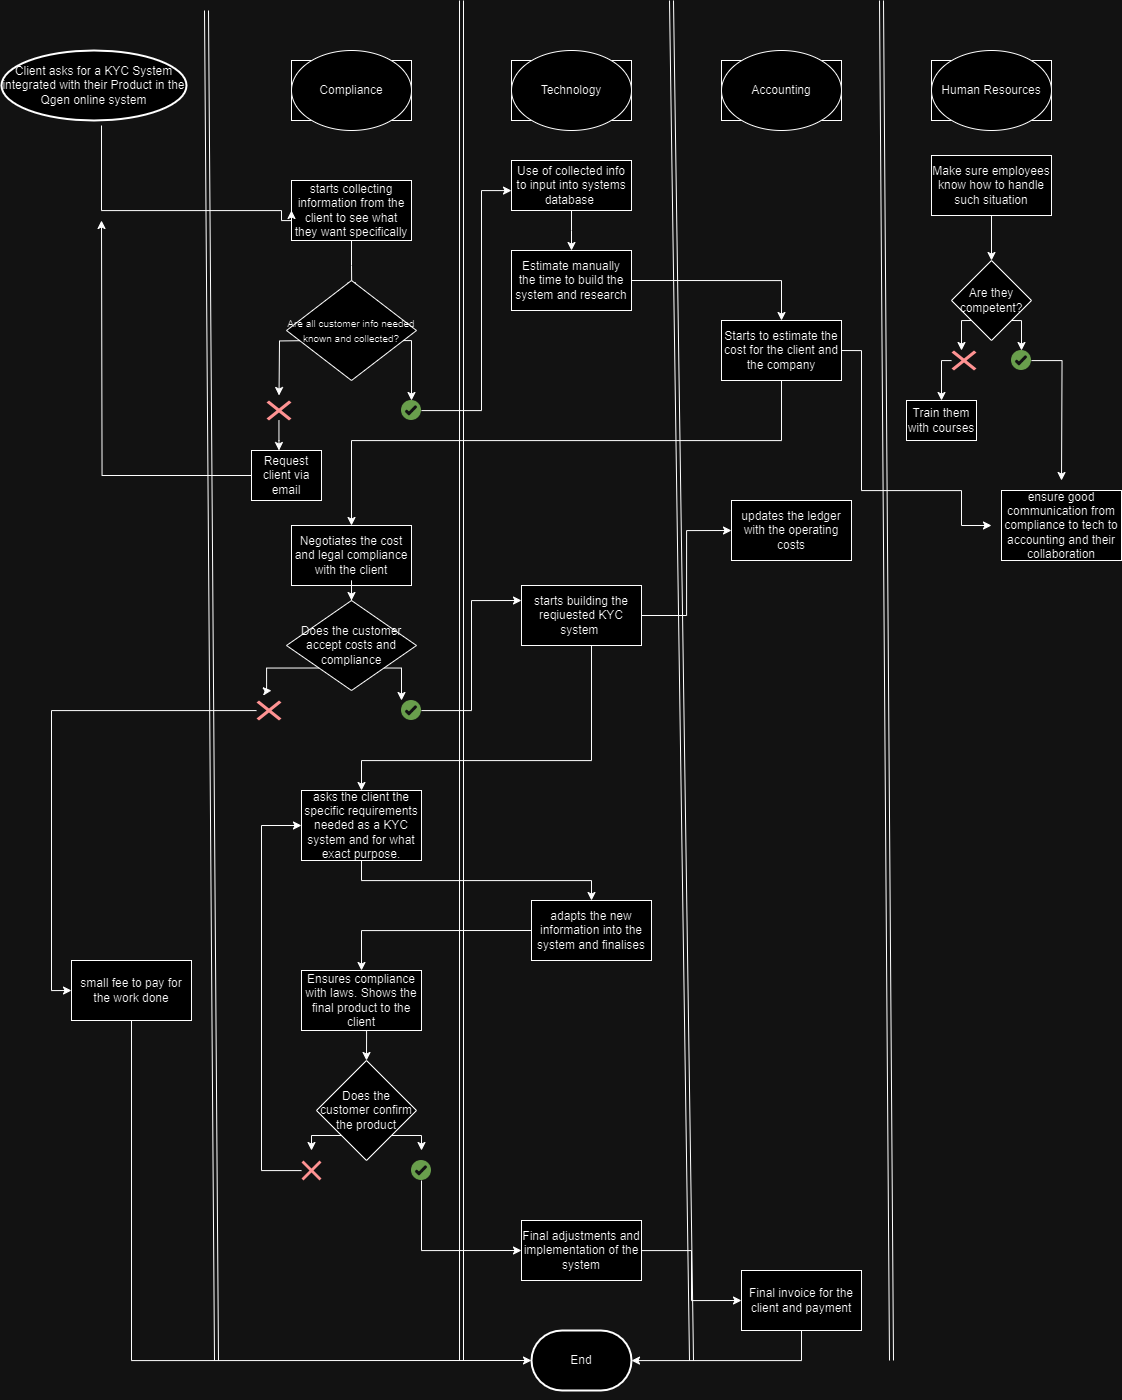 Client asks for a KYC System
integrated with their Product in the
Qgen online system
Compliance
Technology
Accounting
Human Resources
starts collecting
information from the
client to see what
they want specifically
Use of collected info
to input into systems
database
Make sure employees
know how to handle
such situation
Estimate manually
the time to build the
system and research
Are they
competent?
Are all customer info needed
known and collected?
Starts to estimate the
cost for the client and
the company
Train them
with courses
Request
client via
email
ensure good
communication from
compliance to tech to
accounting and their
collaboration
updates the ledger
with the operating
costs
Negotiates the cost
and legal compliance
with the client
starts building the
reqiuested KYC
system
Does the customer
accept costs and
compliance
asks the client the
specific requirements
needed as a KYC
system and for what
exact purpose.
adapts the new
information into the
system and finalises
small fee to pay for
the work done
Ensures compliance
with laws. Shows the
final product to the
client
Does the
customer confirm
the product
Final adjustments and
implementation of the
system
Final invoice for the
client and payment
End